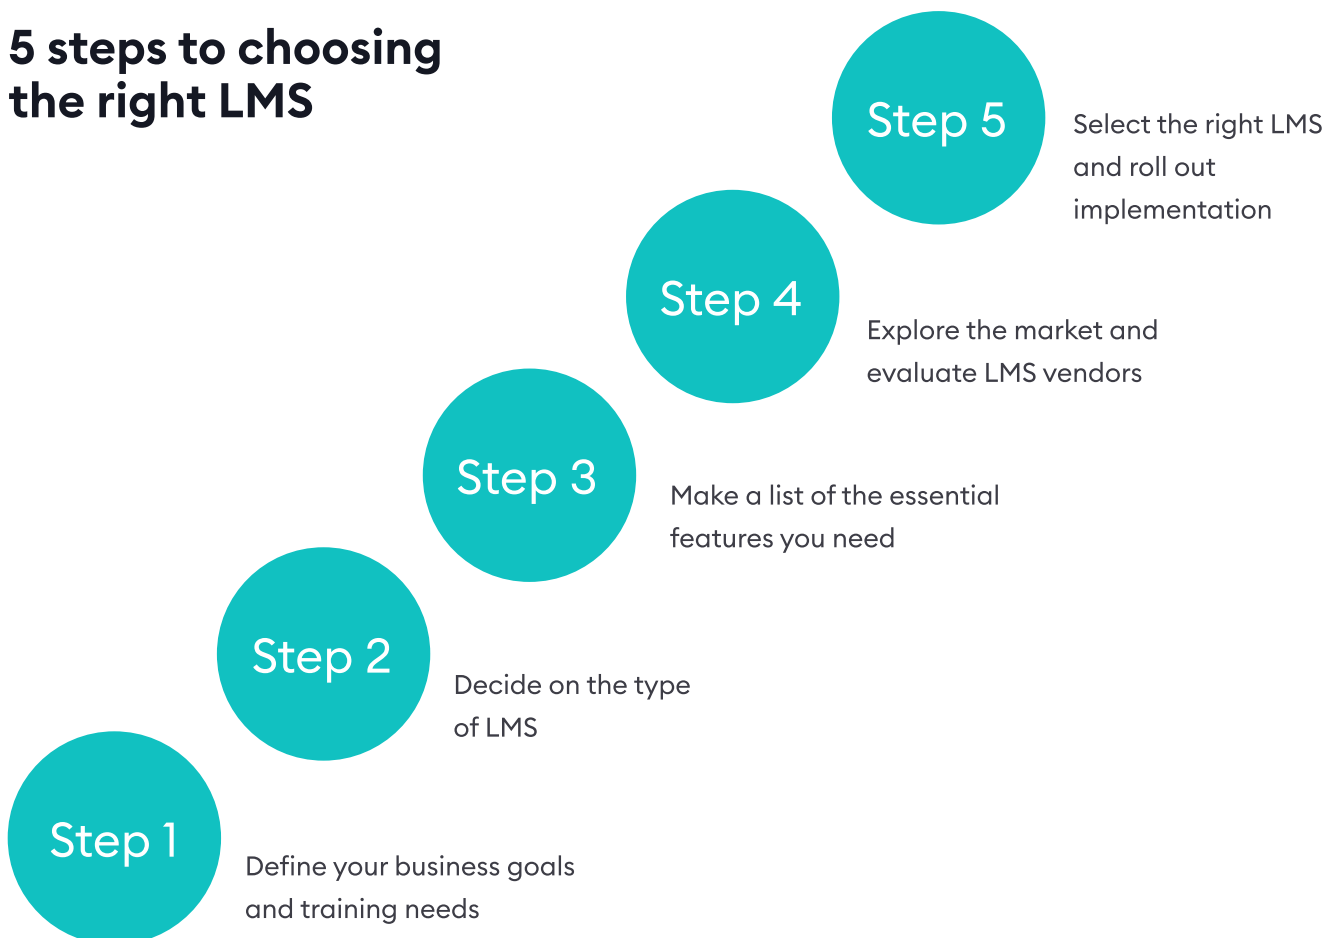 5 steps to choosing
the right LMS
Step 1
Define your business goals
and training needs
Step 2
Decide on the type
of LMS
Step 3
Make a list of the essential
features you need
Step 4
Explore the market and
evaluate LMS vendors
Step 5
Select the right LMS
and roll out
implementation